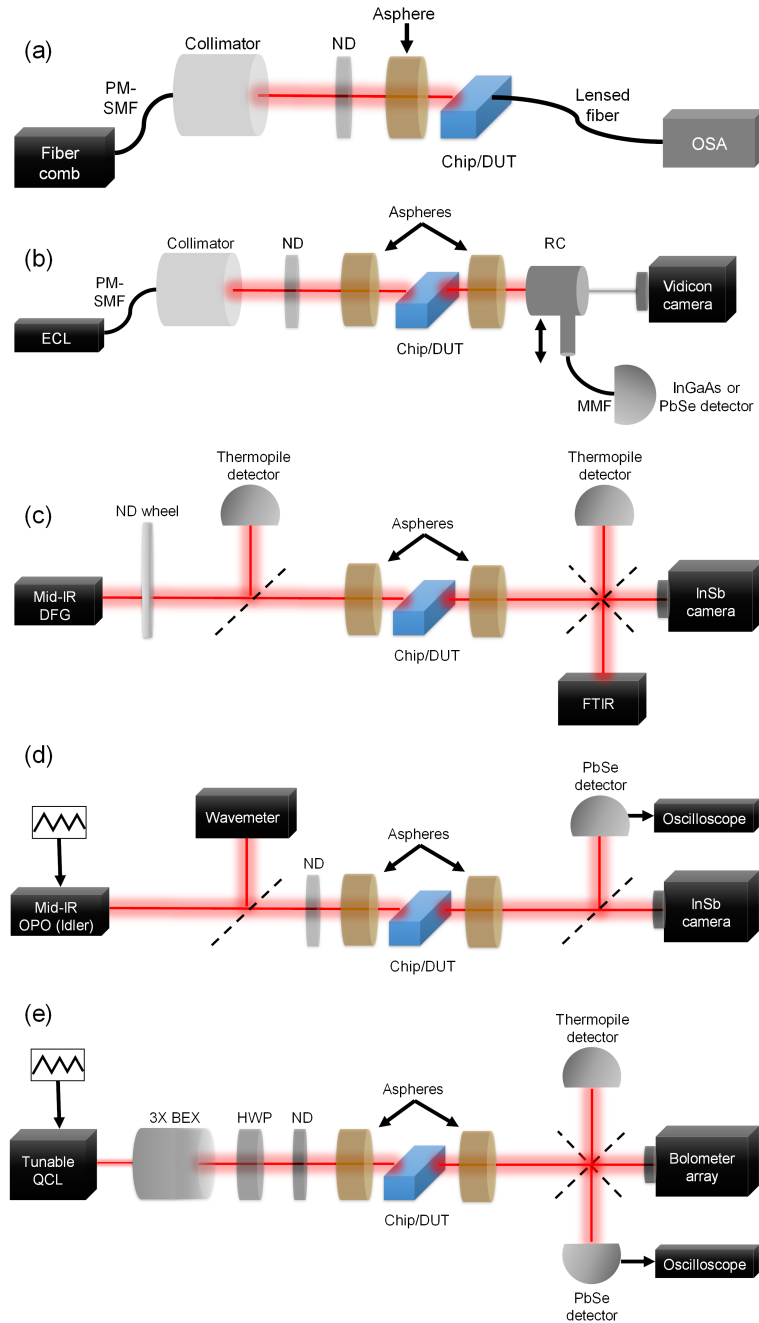 (a)
Asphere
Collimator
ND
PM-
SMF
Lensed
fiber
Fiber
comb
Chip/DUT
OSA
(b)
Aspheres
Collimator
ND
RC
PM-
SMF
Vidicon
camera
ECL
Chip/DUT
MMF
InGaAs or
PbSe detector
(c)
Thermopile
detector
Thermopile
detector
ND wheel
Aspheres
Mid-IR
DFG
InSb
camera
Chip/DUT
FTIR
(d)
PbSe
detector
Wavemeter
Oscilloscope
Aspheres
ND
Mid-IR
OPO (Idler)
InSb
camera
Chip/DUT
(e)
Thermopile
detector
Aspheres
3X BEX
HWP
ND
Tunable
QCL
Bolometer
array
Chip/DUT
Oscilloscope
PbSe
detector